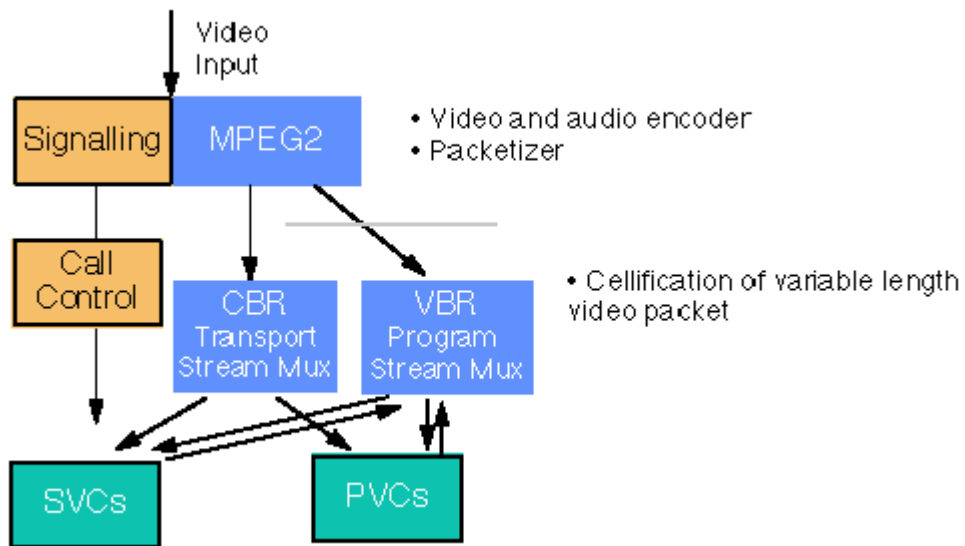 Video
Input
Signalling
MPEG2
• Video and audio encoder
• Packetizer
Call
Control
CBR
Transport
Stream Mux
VBR
Program
Stream Mux
• Cellification of variable length
video packet
SVCs
PVCs